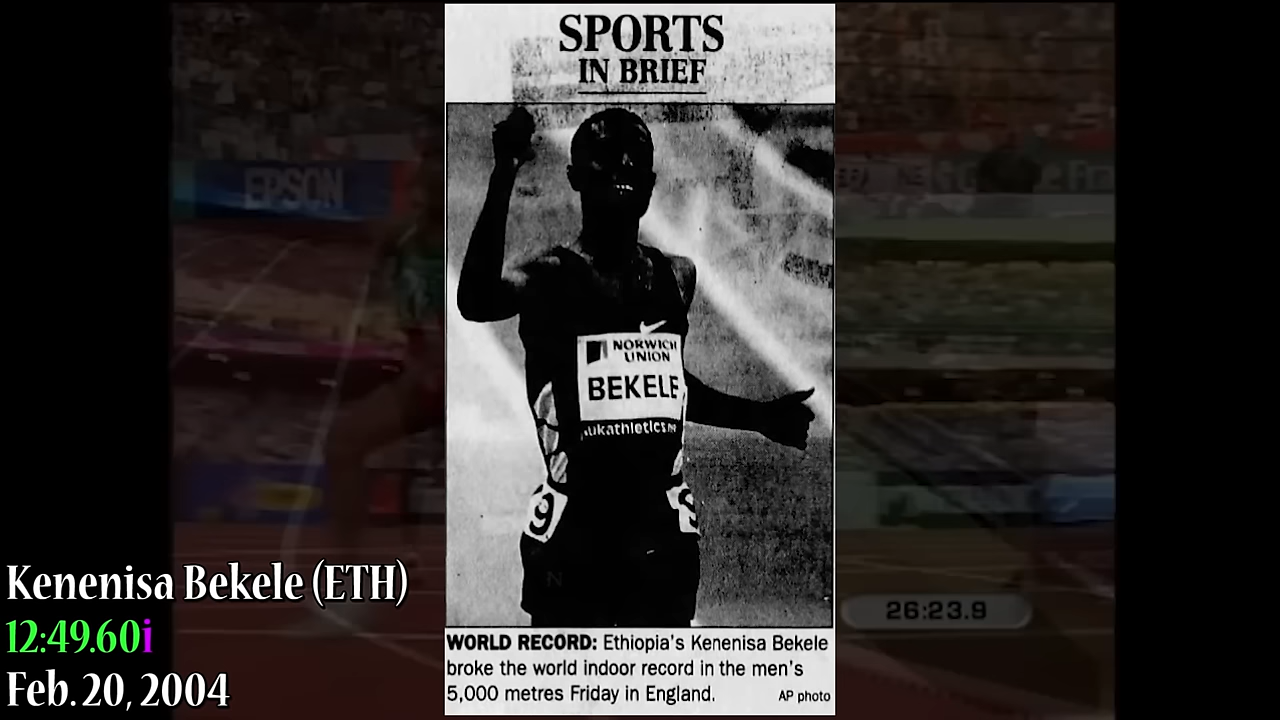 SPORTS
IN BRIEF
EPSON
NORWICH
UNION
BEKELE
ukathletics
9
9
26:23.9
WORLD RECORD: Ethiopia's Kenenisa Bekele
broke the world indoor record in the men's
5,000 metres Friday in England.
AP photo
Kenenisa Bekele (ETH)
12:49.60i
Feb. 20, 2004